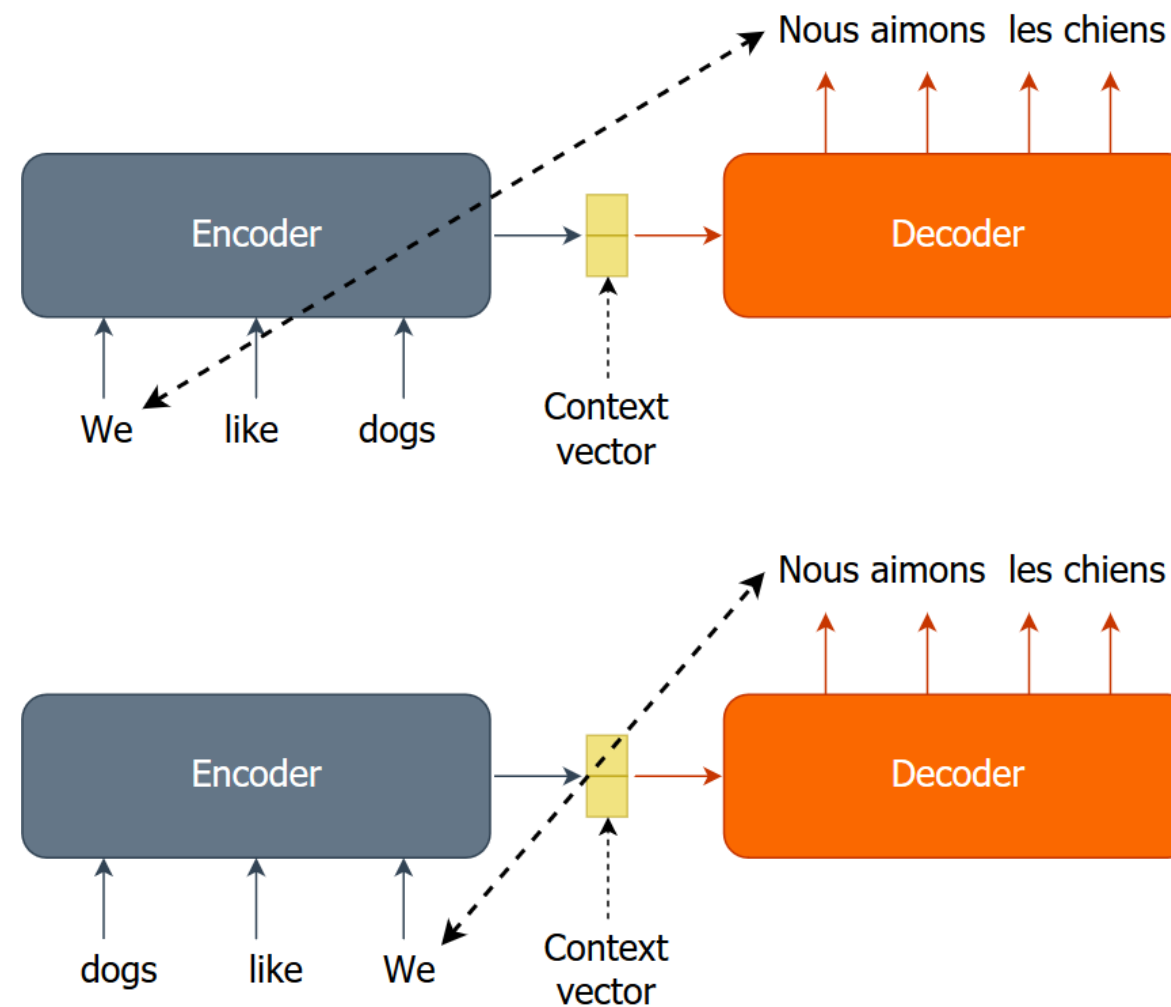 Nous aimons les chiens
Encoder
Decoder
We like dogs
Context
vector
Nous aimons les chiens
Encoder
Decoder
dogs like We
Context
vector